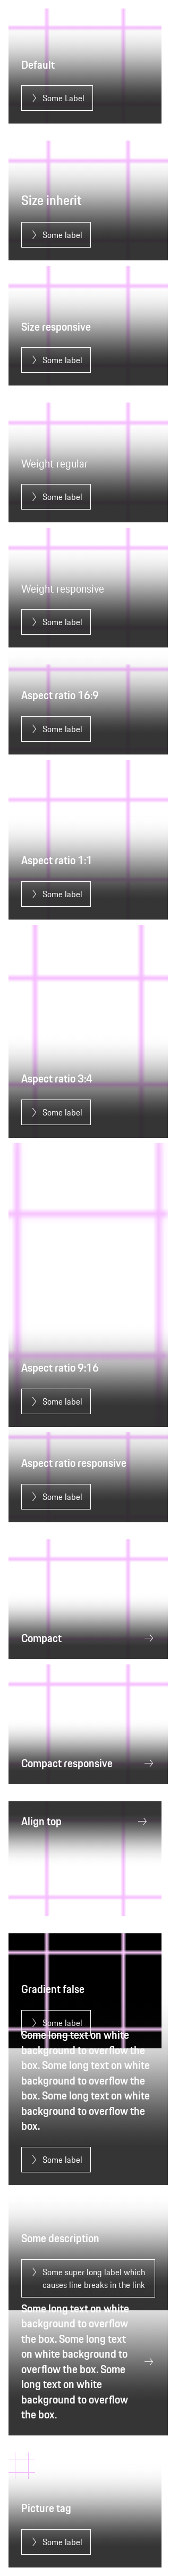 Default
Some Label
Size inherit
Some label
Size responsive
Some label
Weight regular
Some label
Weight responsive
Some label
Aspect ratio 16:9
Some label
Aspect ratio 1:1
Some label
Aspect ratio 3:4
Some label
Aspect ratio 9:16
Some label
Aspect ratio responsive
Some label
Compact
Compact responsive
Align top
Gradient false
Some label
Some long text on white
background to overflow the
box. Some long text on white
background to overflow the
box. Some long text on white
background to overflow the
box.
Some label
Some description
Some super long label which
causes line breaks in the link
Some long text on white
background to overflow
the box. Some long text
on white background to
overflow the box. Some
long text on white
background to overflow
the box.
Picture tag
Some label